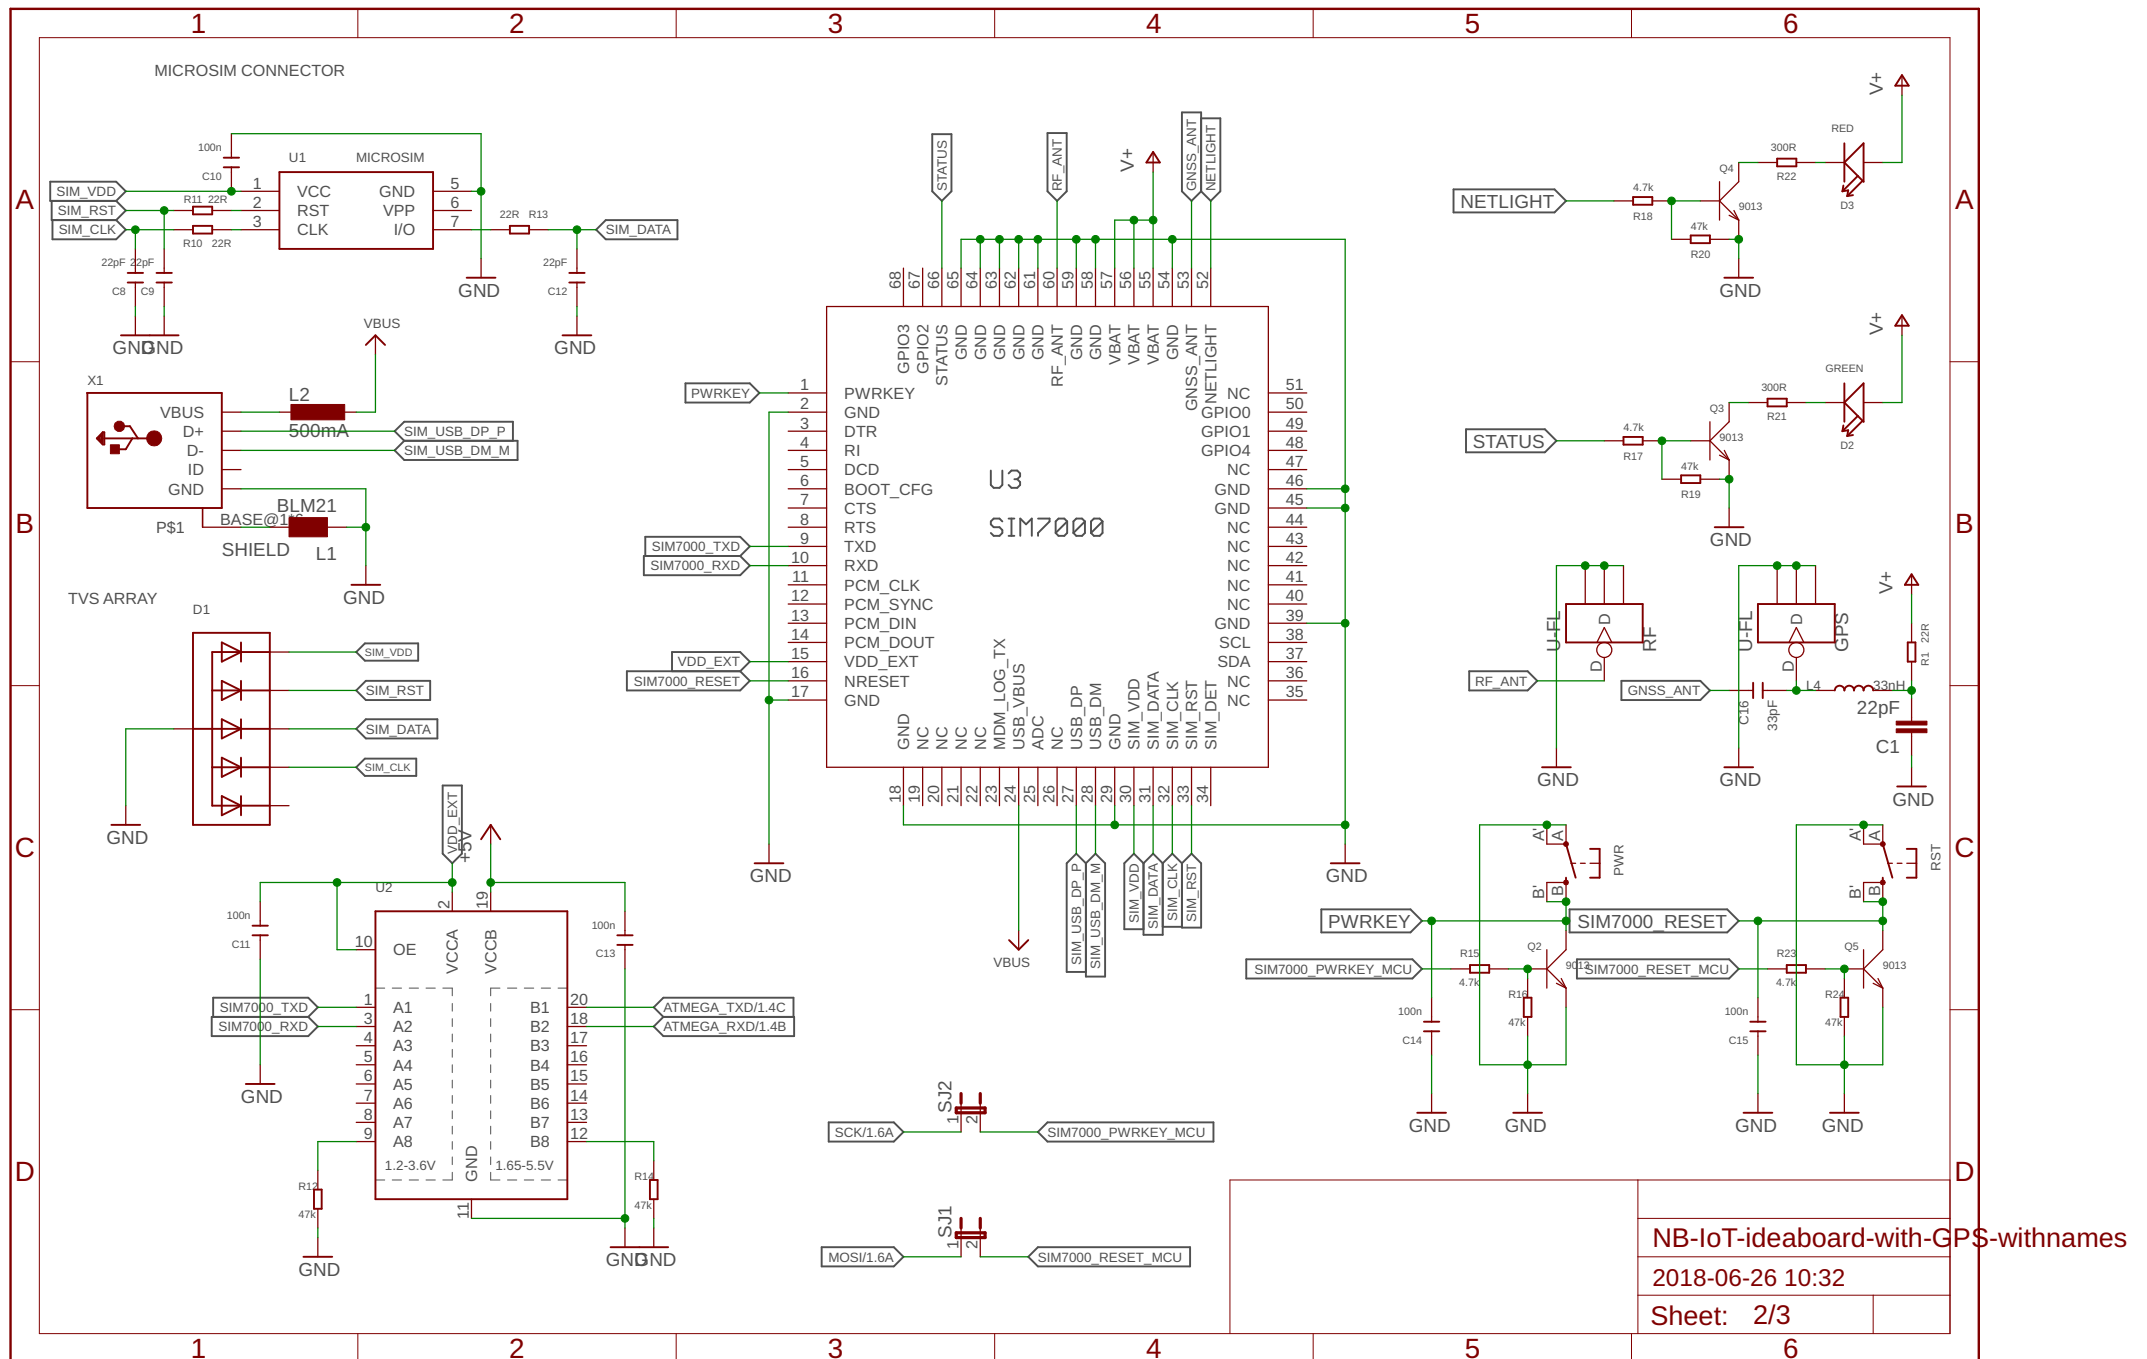 1 2 3 4 5 6
A
B
C
D
MICROSIM CONNECTOR
100n
C10
U1 MICROSIM
SIM_VDD
SIM_RST
SIM_CLK
R11 22R
R10 22R
1 VCC
2 RST
3 CLK
GND 5
VPP 6
I/O 7
22R R13
SIM_DATA
22pF 22pF
C8 C9
22pF
C12
GND
GND
GND
GND
VBUS
X1
VBUS
D+
D-
ID
GND
L2
500mA
SIM_USB_DP_P
SIM_USB_DM_M
P$1
BLM21
SHIELD
L1
GND
TVS ARRAY
D1
SIM_VDD
SIM_RST
SIM_DATA
SIM_CLK
GND
VDD_EXT
+5V
U2
2
19
100n
C11
100n
C13
10 OE
VCCA
VCCB
SIM7000_TXD
SIM7000_RXD
1 A1
3 A2
4 A3
5 A4
6 A5
7 A6
8 A7
9 A8
B1 20
B2 18
B3 17
B4 16
B5 15
B6 14
B7 13
B8 12
ATMEGA_TXD/1.4C
ATMEGA_RXD/1.4B
1.2-3.6V
GND
1.65-5.5V
11
GND
R12
47k
GND
R14
47k
GND
GND
STATUS
RF_ANT
V+
GNSS_ANT
NETLIGHT
68 GPIO3
67 GPIO2
66 STATUS
65 GND
64 GND
63 GND
62 GND
61 GND
60 RF_ANT
59 GND
58 GND
57 VBAT
56 VBAT
55 VBAT
54 GND
53 GNSS_ANT
52 NETLIGHT
PWRKEY
SIM7000_TXD
SIM7000_RXD
VDD_EXT
SIM7000_RESET
1 PWRKEY
2 GND
3 DTR
4 RI
5 DCD
6 BOOT_CFG
7 CTS
8 RTS
9 TXD
10 RXD
11 PCM_CLK
12 PCM_SYNC
13 PCM_DIN
14 PCM_DOUT
15 VDD_EXT
16 NRESET
17 GND
U3
SIM7000
NC 51
GPIO0 50
GPIO1 49
GPIO4 48
NC 47
GND 46
GND 45
NC 44
NC 43
NC 42
NC 41
NC 40
GND 39
SCL 38
SDA 37
NC 36
NC 35
GND 18
NC 19
NC 20
NC 21
NC 22
MDM_LOG_TX 23
USB_VBUS 24
ADC 25
NC 26
USB_DP 27
USB_DM 28
GND 29
SIM_VDD 30
SIM_DATA 31
SIM_CLK 32
SIM_RST 33
SIM_DET 34
GND
VBUS
SIM_USB_DP_P
SIM_USB_DM_M
SIM_VDD
SIM_DATA
SIM_CLK
SIM_RST
GND
SJ2
1 2
SCK/1.6A
SIM7000_PWRKEY_MCU
SJ1
1 2
MOSI/1.6A
SIM7000_RESET_MCU
V+
RED
300R
R22
D3
Q4
9013
NETLIGHT
4.7k
R18
47k
R20
GND
V+
GREEN
300R
R21
D2
Q3
9013
STATUS
4.7k
R17
47k
R19
GND
U-FL
D
RF
D
RF_ANT
GND
U-FL
D
GPS
D
GNSS_ANT
C16
33pF
L4
33nH
V+
R1 22R
22pF
C1
GND
GND
A' A
B' B
PWR
PWRKEY
SIM7000_PWRKEY_MCU
R15
4.7k
Q2
9013
R16
47k
100n
C14
GND
GND
A' A
B' B
RST
SIM7000_RESET
SIM7000_RESET_MCU
R23
4.7k
Q5
9013
R24
47k
100n
C15
GND
GND
NB-IoT-ideaboard-with-GPS-withnames
2018-06-26 10:32
Sheet: 2/3
A
B
C
D
1 2 3 4 5 6